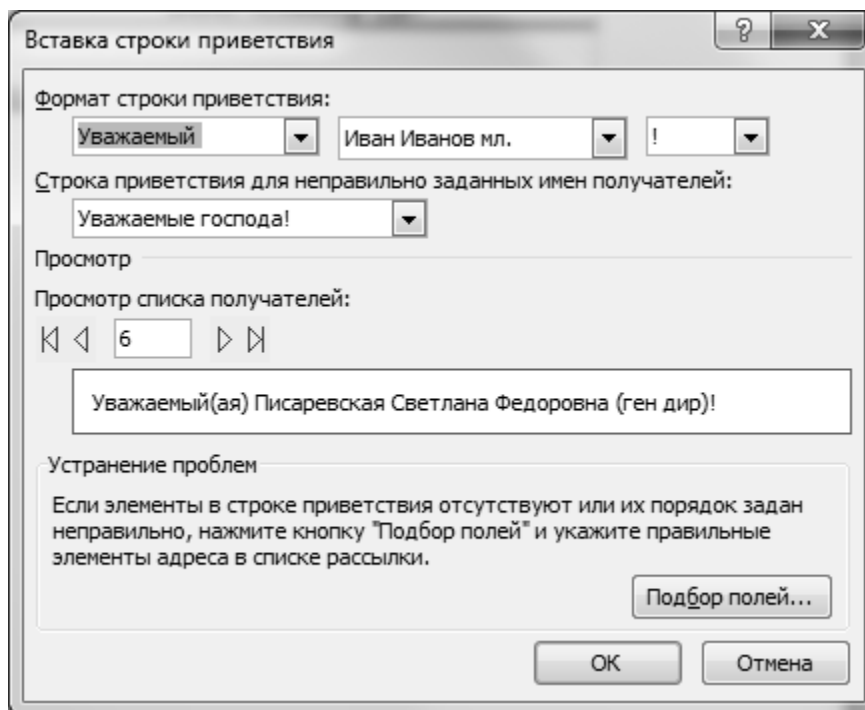 Вставка строки приветствия
? X
Формат строки приветствия:
Уважаемый Иван Иванов мл. !
Строка приветствия для неправильно заданных имен получателей:
Уважаемые господа!
Просмотр
Просмотр списка получателей:
6
Уважаемый(ая) Писаревская Светлана Федоровна (ген дир)!
Устранение проблем
Если элементы в строке приветствия отсутствуют или их порядок задан
неправильно, нажмите кнопку "Подбор полей" и укажите правильные
элементы адреса в списке рассылки.
Подбор полей...
ОК Отмена